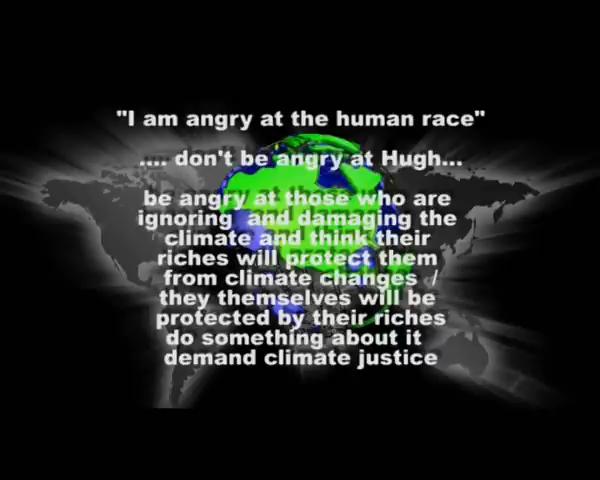 "I am angry at the human race"
.... don't be angry at Hugh...
be angry at those who are
ignoring and damaging the
climate and think their
riches will protect them
from climate changes /
they themselves will be
protected by their riches
do something about it
demand climate justice